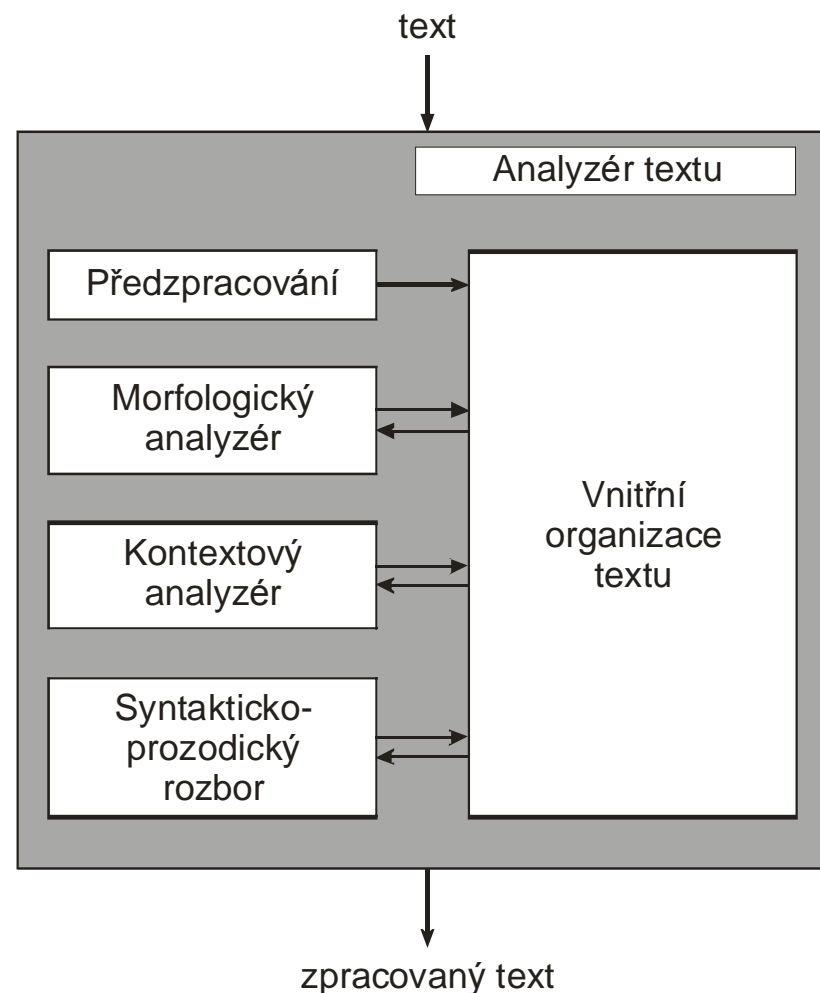 text
Analyzér textu
Předzpracování
Morfologický
analyzér
Kontextový
analyzér
Syntakticko-
prozodický
rozbor
Vnitřní
organizace
textu
zpracovaný text